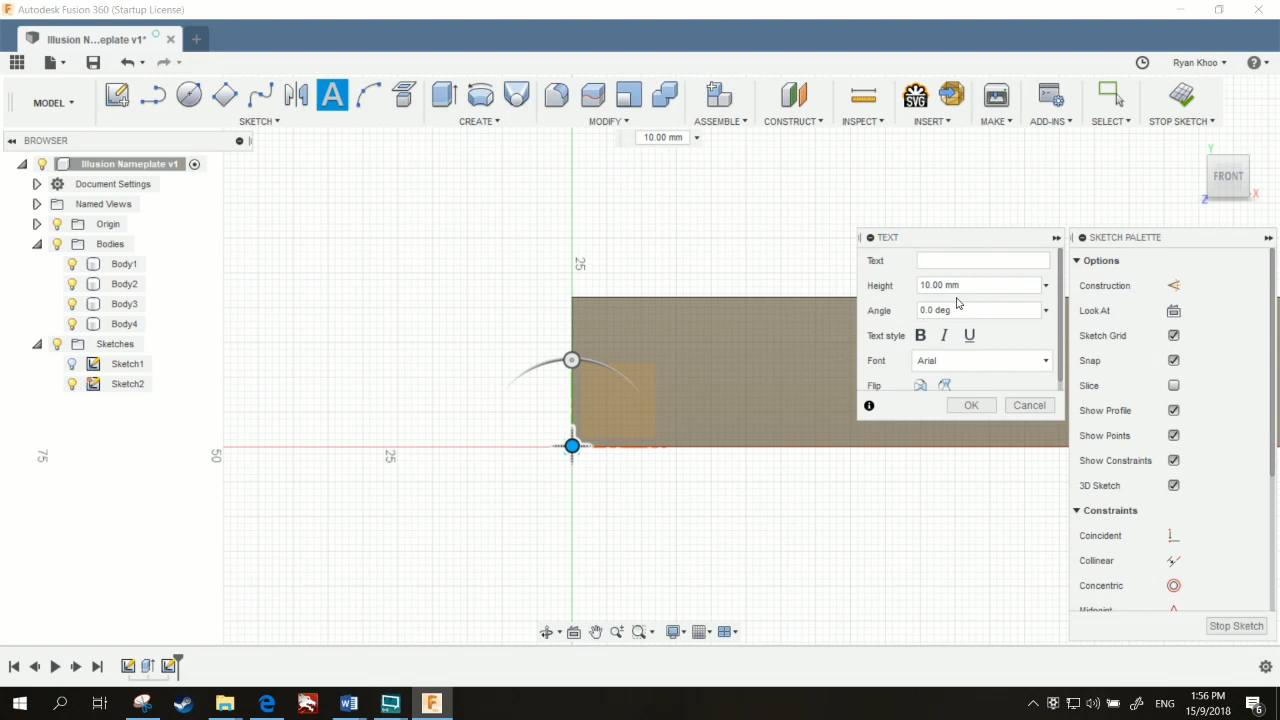 Autodesk Fusion 360 (Startup License)
Illusion N...eplate v1*
Ryan Khoo
MODEL
SKETCH
CREATE
MODIFY
ASSEMBLE
CONSTRUCT
INSPECT
SVG
INSERT
MAKE
ADD-INS
SELECT
STOP SKETCH
BROWSER
10.00 mm
Illusion Nameplate v1
Document Settings
Named Views
Origin
Bodies
Body1
Body2
Body3
Body4
Sketches
Sketch1
Sketch2
Y
FRONT
X
Z
25
75
50
25
TEXT
Text
Height 10.00 mm
Angle 0.0 deg
Text style B I U
Font Arial
Flip
OK Cancel
SKETCH PALETTE
Options
Construction
Look At
Sketch Grid
Snap
Slice
Show Profile
Show Points
Show Constraints
3D Sketch
Constraints
Coincident
Collinear
Concentric
Midpoint
Stop Sketch
ENG
1:56 PM
15/9/2018
6